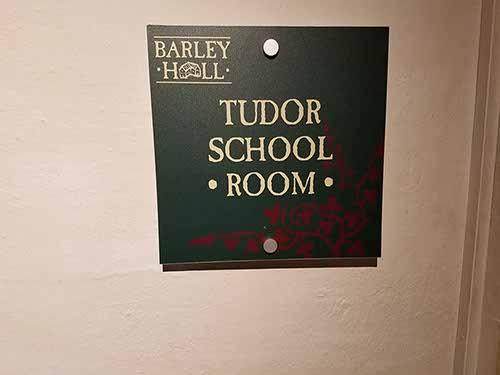 BARLEY
· HALL ·
TUDOR
SCHOOL
• ROOM •